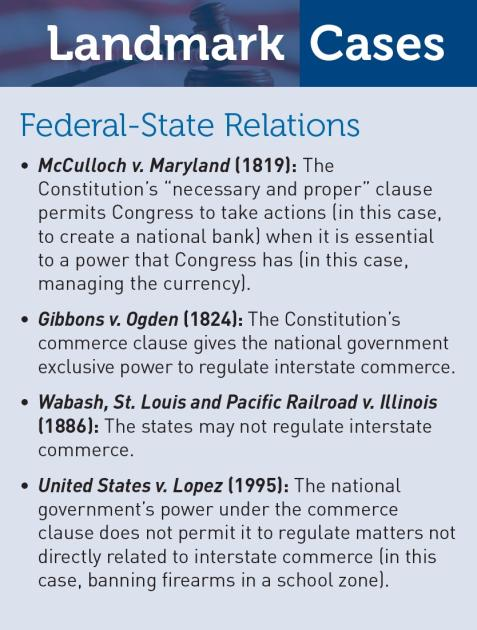 Landmark Cases
Federal-State Relations
• McCulloch v. Maryland (1819): The
Constitution's "necessary and proper" clause
permits Congress to take actions (in this case,
to create a national bank) when it is essential
to a power that Congress has (in this case,
managing the currency).
• Gibbons v. Ogden (1824): The Constitution's
commerce clause gives the national government
exclusive power to regulate interstate commerce.
• Wabash, St. Louis and Pacific Railroad v. Illinois
(1886): The states may not regulate interstate
commerce.
• United States v. Lopez (1995): The national
government's power under the commerce
clause does not permit it to regulate matters not
directly related to interstate commerce (in this
case, banning firearms in a school zone).